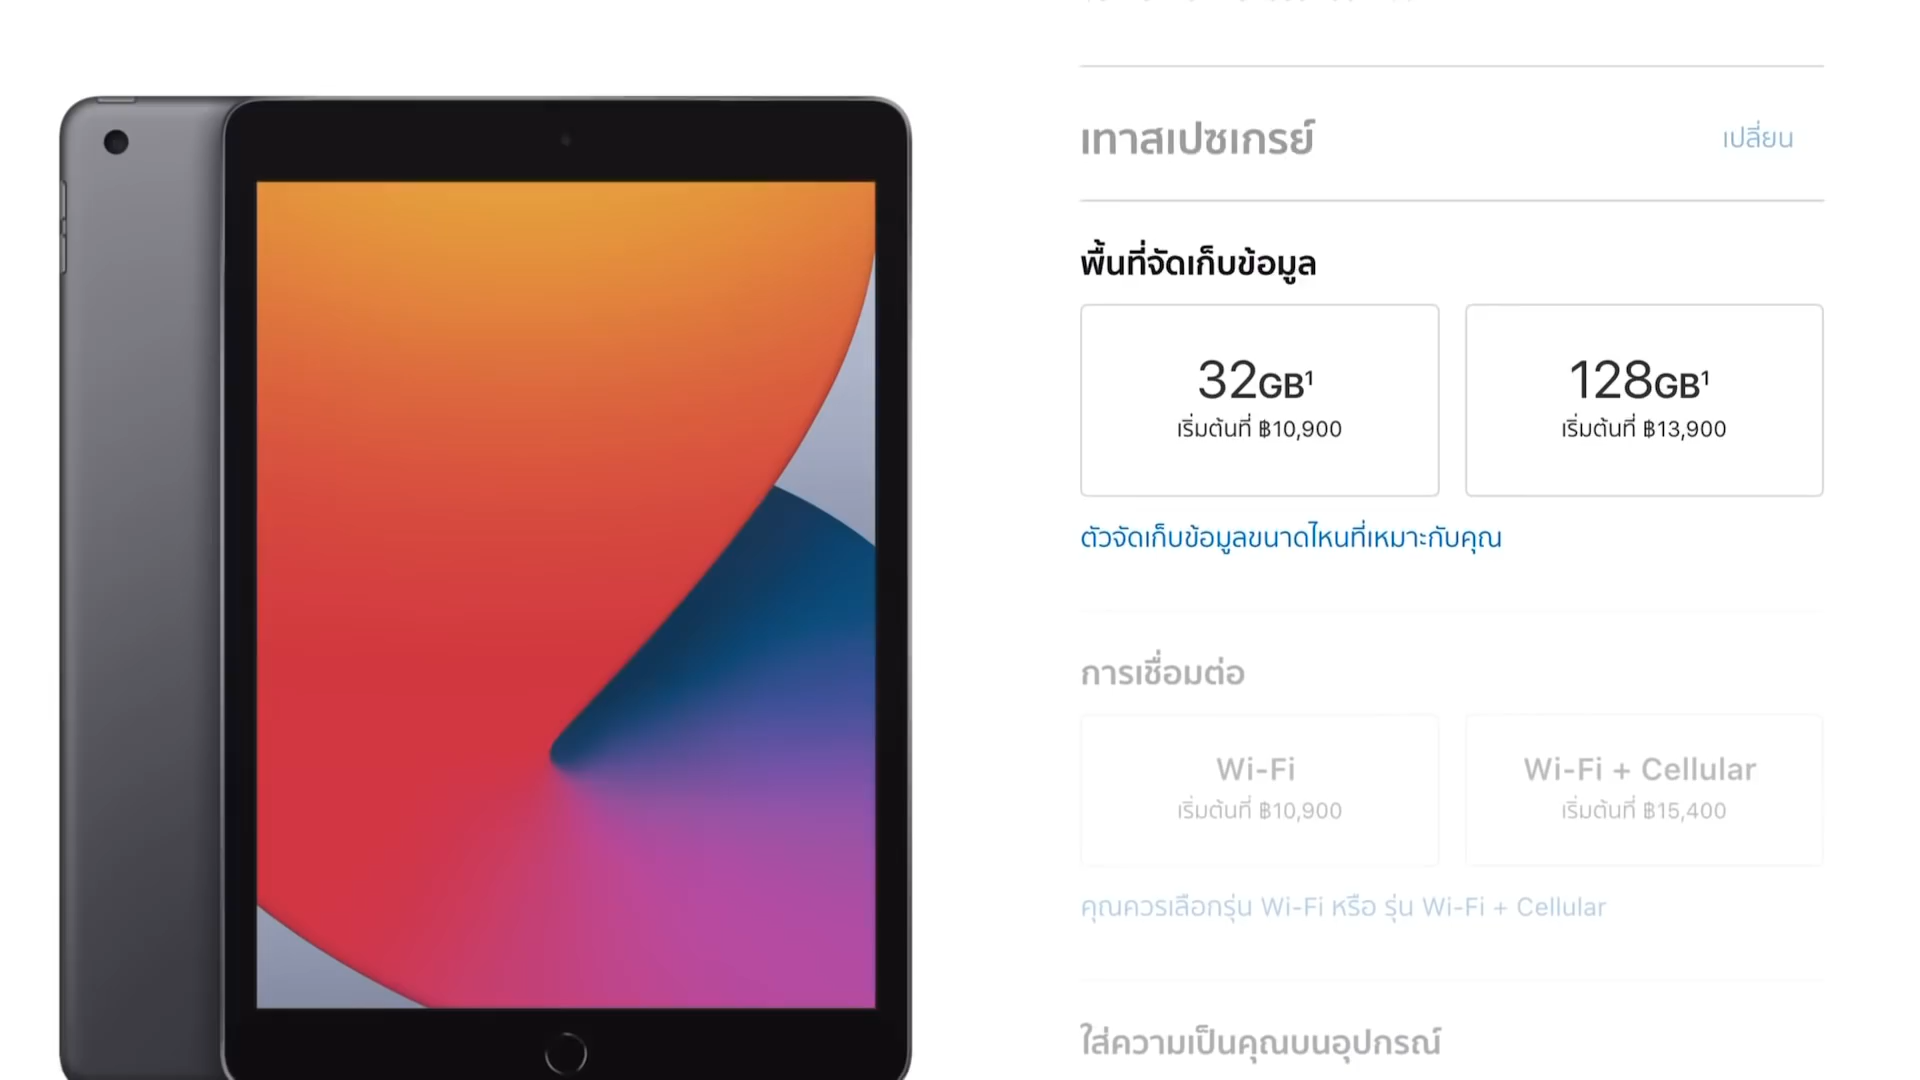 เทาสเปซเกรย์
เปลี่ยน
พื้นที่จัดเก็บข้อมูล
32GB¹
เริ่มต้นที่ ฿10,900
128GB¹
เริ่มต้นที่ ฿13,900
ตัวจัดเก็บข้อมูลขนาดไหนที่เหมาะกับคุณ
การเชื่อมต่อ
Wi-Fi
เริ่มต้นที่ ฿10,900
Wi-Fi + Cellular
เริ่มต้นที่ ฿15,400
คุณควรเลือกรุ่น Wi-Fi หรือ รุ่น Wi-Fi + Cellular
ใส่ความเป็นคุณบนอุปกรณ์